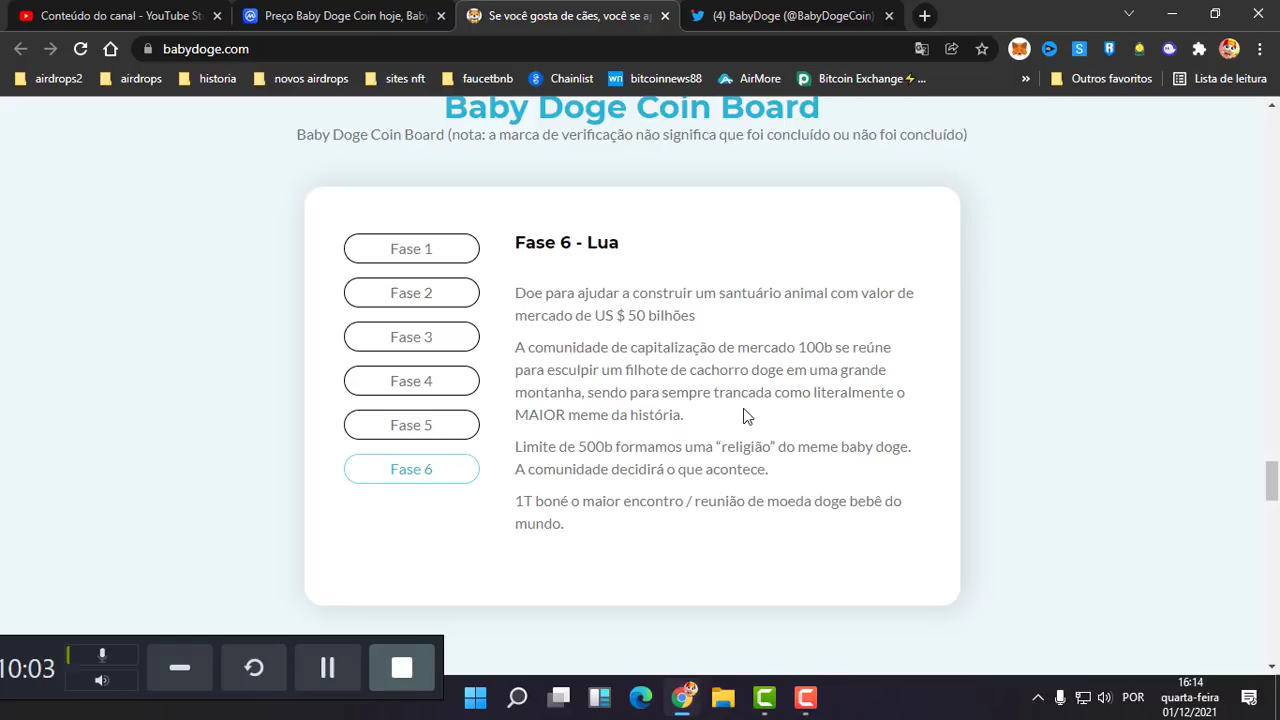 Conteúdo do canal - YouTube St
Preço Baby Doge Coin hoje, Bab
Se você gosta de cães, você se a
(4) BabyDoge (@BabyDogeCoin)
babydoge.com
airdrops2
airdrops
historia
novos airdrops
sites nft
faucetbnb
Chainlist
wn
bitcoinnews88
AirMore
Bitcoin Exchange⚡...
»
Outros favoritos
Lista de leitura
Baby Doge Coin Board
Baby Doge Coin Board (nota: a marca de verificação não significa que foi concluído ou não foi concluído)
Fase 1
Fase 2
Fase 3
Fase 4
Fase 5
Fase 6
Fase 6 - Lua
Doe para ajudar a construir um santuário animal com valor de
mercado de US $ 50 bilhões
A comunidade de capitalização de mercado 100b se reúne
para esculpir um filhote de cachorro doge em uma grande
montanha, sendo para sempre trancada como literalmente o
MAIOR meme da história.
Limite de 500b formamos uma “religião” do meme baby doge.
A comunidade decidirá o que acontece.
1T boné o maior encontro / reunião de moeda doge bebê do
mundo.
10:03
POR
16:14
quarta-feira
01/12/2021